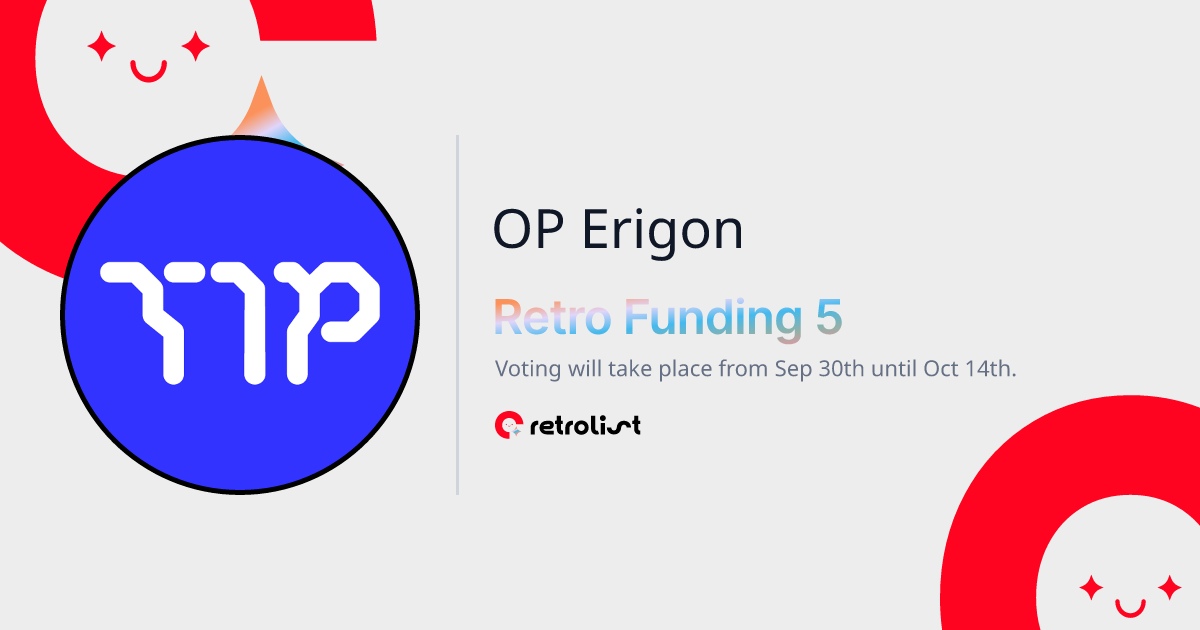 OP Erigon
Retro Funding 5
Voting will take place from Sep 30th until Oct 14th.
retrolist